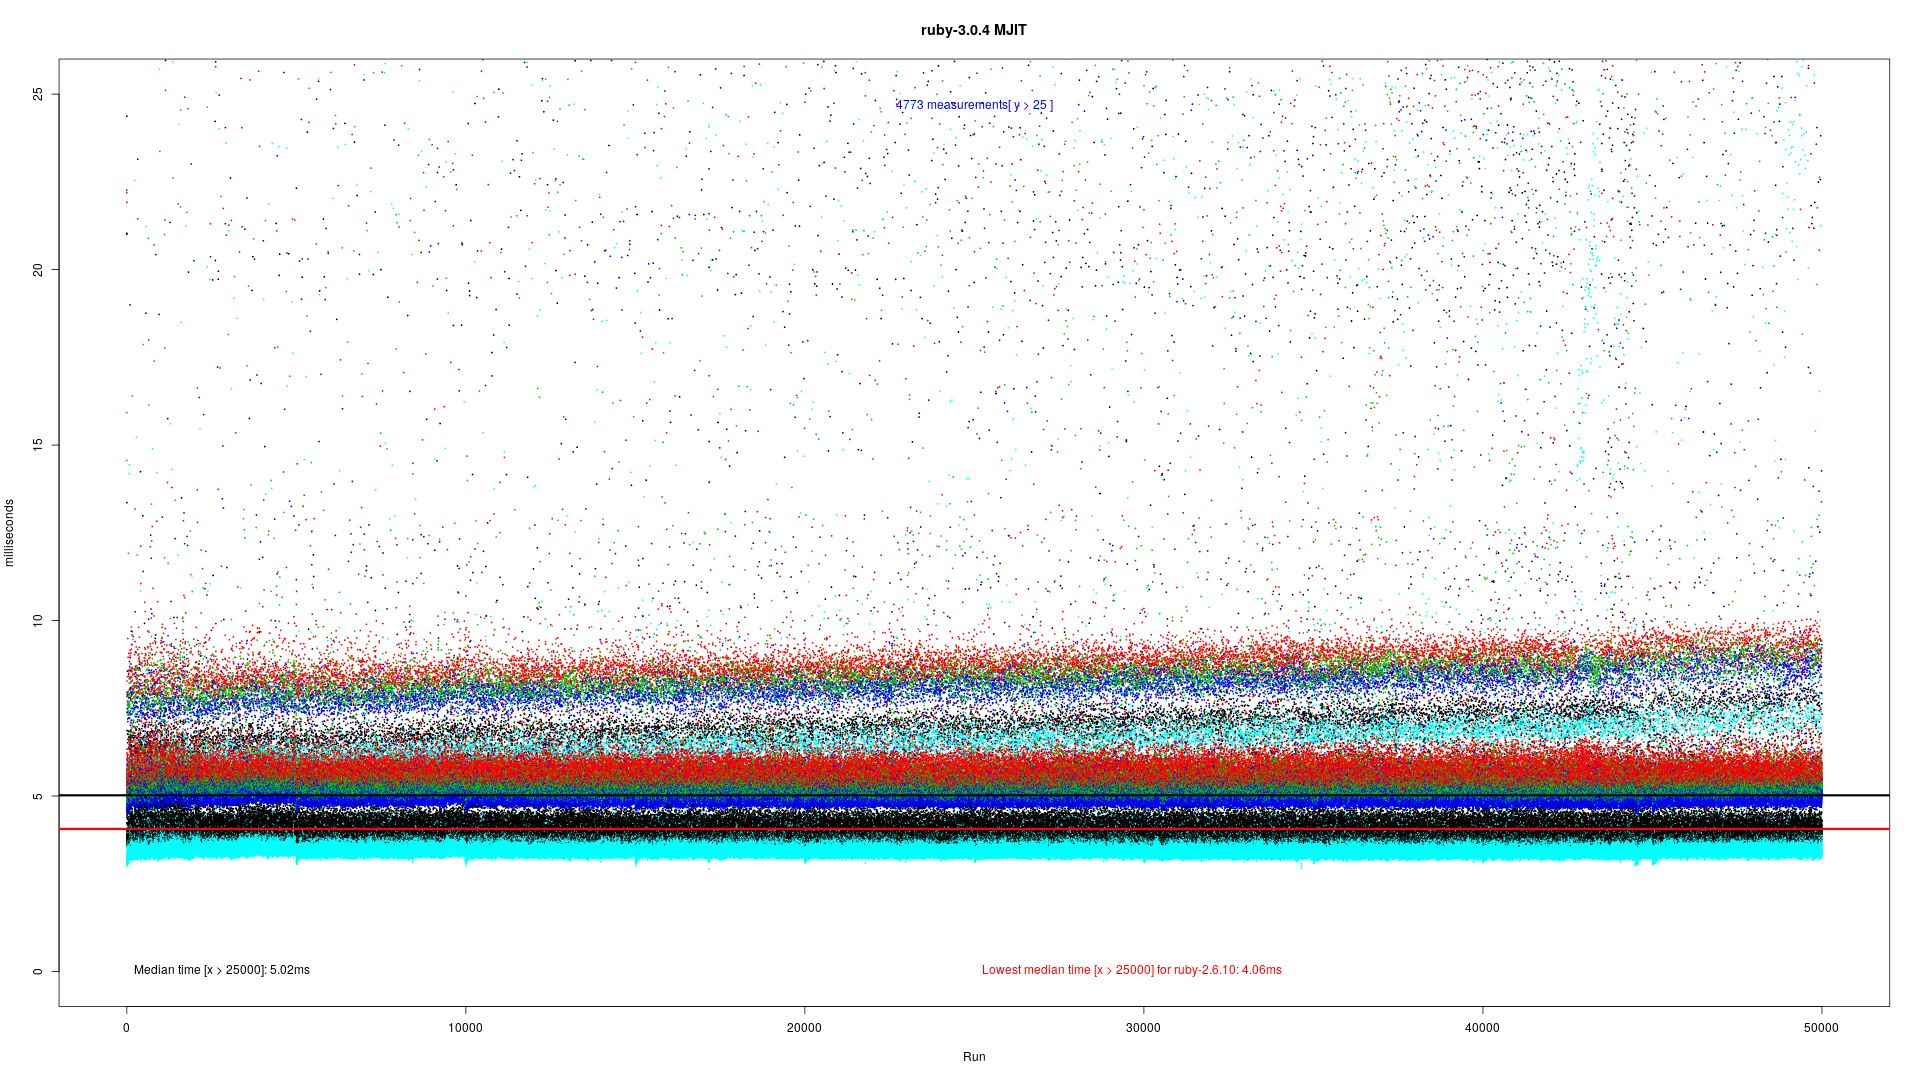 ruby-3.0.4 MJIT
4773 measurements[ y > 25 ]
25
20
15
10
5
0
milliseconds
Median time [x > 25000]: 5.02ms
Lowest median time [x > 25000] for ruby-2.6.10: 4.06ms
0 10000 20000 30000 40000 50000
Run